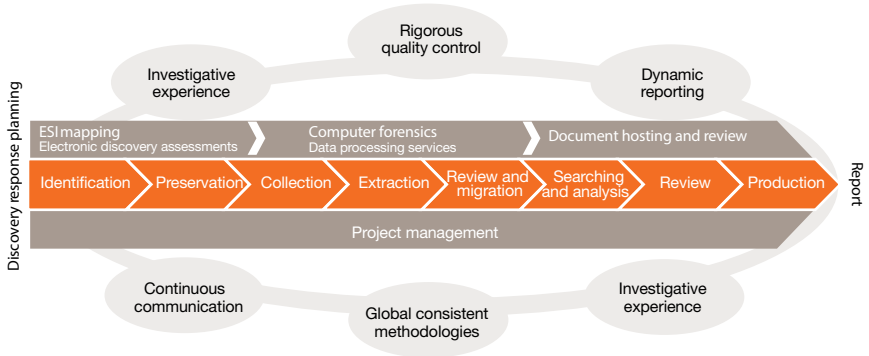 Rigorous
quality control
Investigative
experience
Dynamic
reporting
Discovery response planning
ESI mapping
Electronic discovery assessments
Computer forensics
Data processing services
Document hosting and review
Identification
Preservation
Collection
Extraction
Review and
migration
Searching
and analysis
Review
Production
Report
Project management
Continuous
communication
Global consistent
methodologies
Investigative
experience